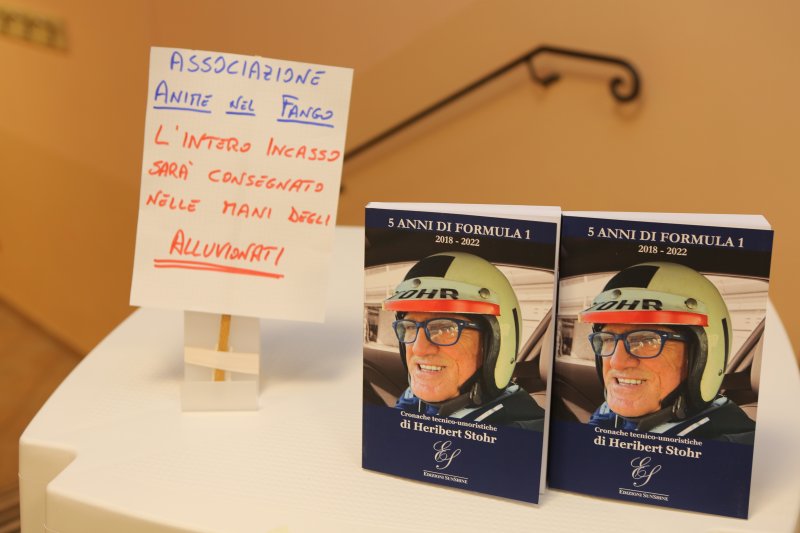 ASSOCIAZIONE
ANIME NEL FANGO
L'INTERO INCASSO
SARÀ CONSEGNATO
NELLE MANI DEGLI
ALLUVIONATI
5 ANNI DI FORMULA 1
2018 - 2022
STOHR
Cronache tecnico-umoristiche
di Heribert Stohr
ES
EDIZIONI SUNSHINE
5 ANNI DI FORMULA 1
2018 - 2022
STOHR
Cronache tecnico-umoristiche
di Heribert Stohr
ES
EDIZIONI SUNSHINE